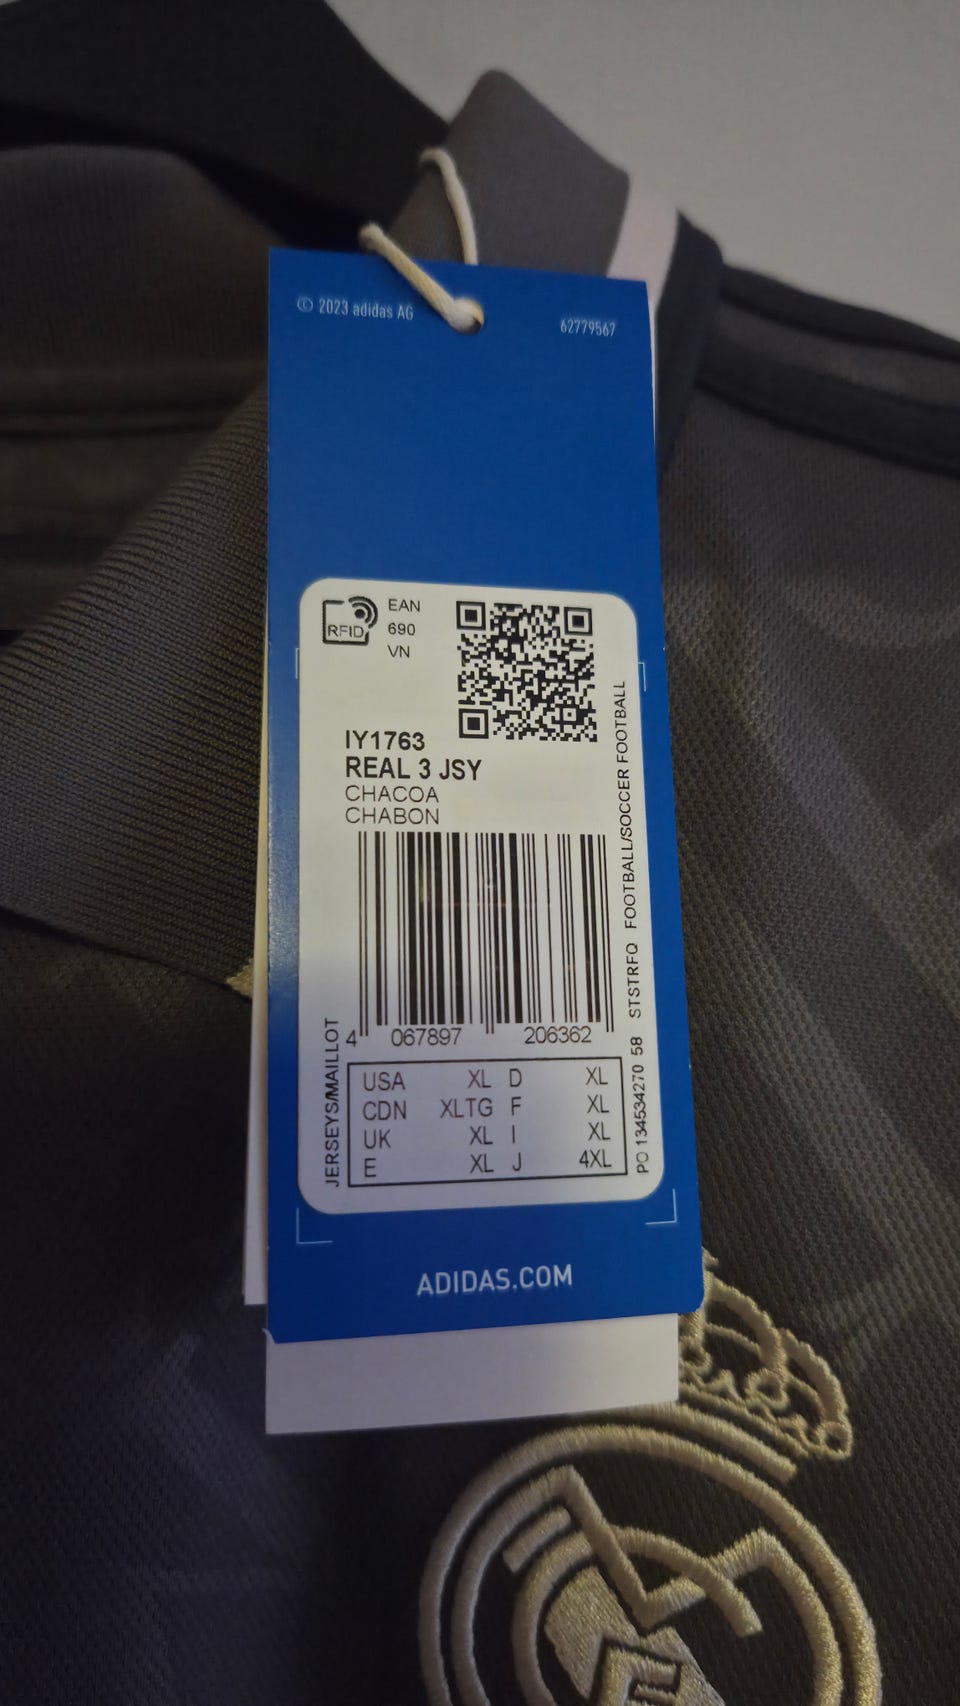 © 2023 adidas AG
62779567
RFID
EAN
690
VN
IY1763
REAL 3 JSY
CHACOA
CHABON
4 067897 206362
USA XL D XL
CDN XLTG F XL
UK XL I XL
E XL J 4XL
JERSEYS/MAILLOT
PO 134534270 58 STSTRFQ FOOTBALL/SOCCER FOOTBALL
ADIDAS.COM